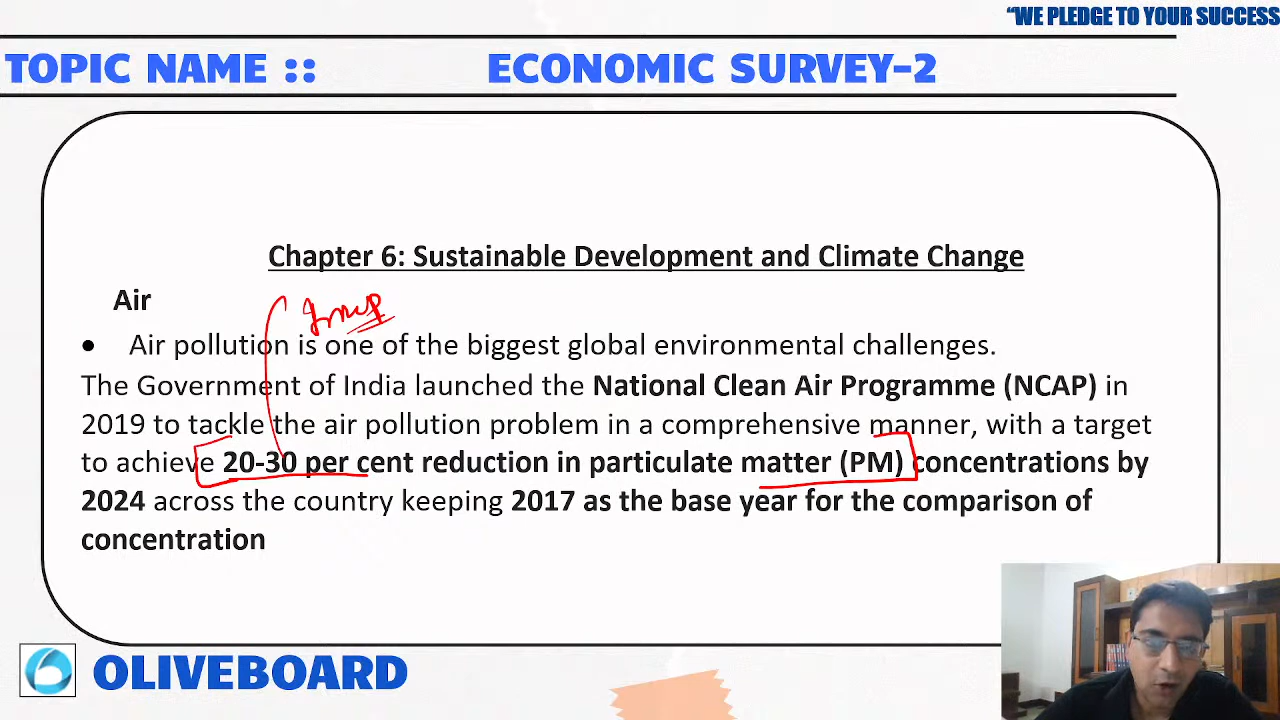 “WE PLEDGE TO YOUR SUCCESS
TOPIC NAME :: ECONOMIC SURVEY-2
Chapter 6: Sustainable Development and Climate Change
Air
• Air pollution is one of the biggest global environmental challenges.
The Government of India launched the National Clean Air Programme (NCAP) in
2019 to tackle the air pollution problem in a comprehensive manner, with a target
to achieve 20-30 per cent reduction in particulate matter (PM) concentrations by
2024 across the country keeping 2017 as the base year for the comparison of
concentration
OLIVEBOARD